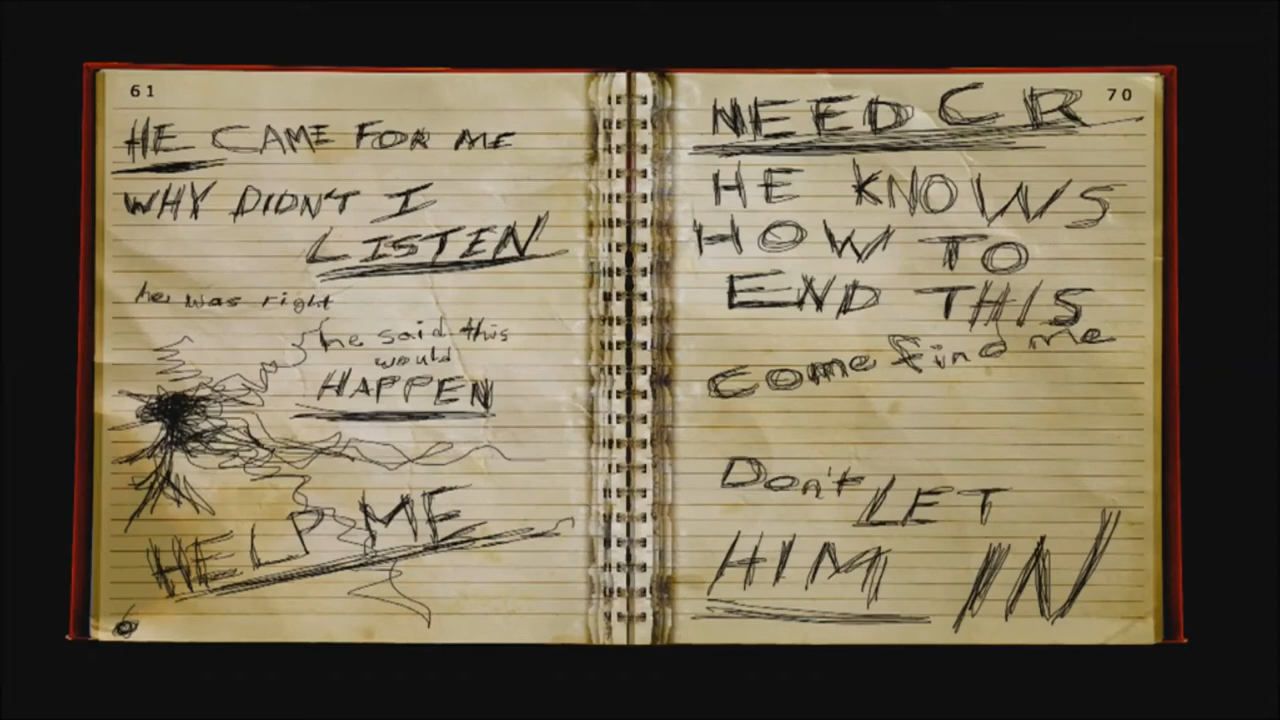 61
HE CAME FOR ME
WHY DIDN'T I
LISTEN
he was right
he said this
would
HAPPEN
HELP ME
70
NEED CR
HE KNOWS
HOW TO
END THIS
come find me
Don't LET
HIM IN